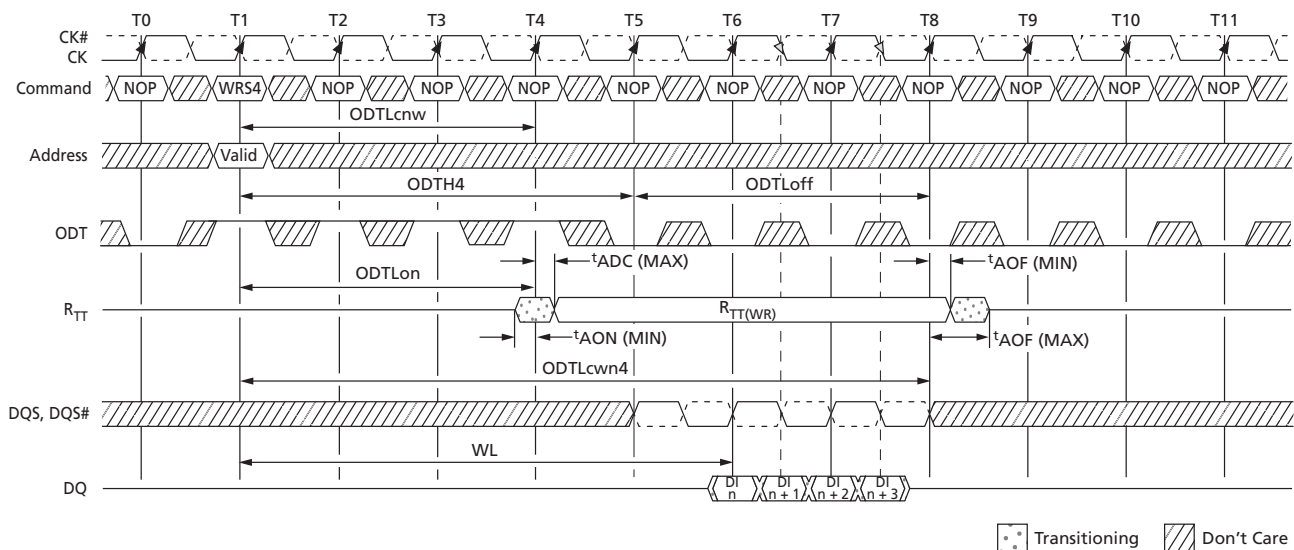 T0 T1 T2 T3 T4 T5 T6 T7 T8 T9 T10 T11
CK#
CK
Command NOP WRS4 NOP NOP NOP NOP NOP NOP NOP NOP NOP NOP
ODTLcnw
Address Valid
ODTH4 ODTLoff
ODT
tADC (MAX) tAOF (MIN)
ODTLon
RTT RTT(WR)
tAON (MIN) tAOF (MAX)
ODTLcwn4
DQS, DQS#
WL
DQ DI n DI n + 1 DI n + 2 DI n + 3
Transitioning Don't Care